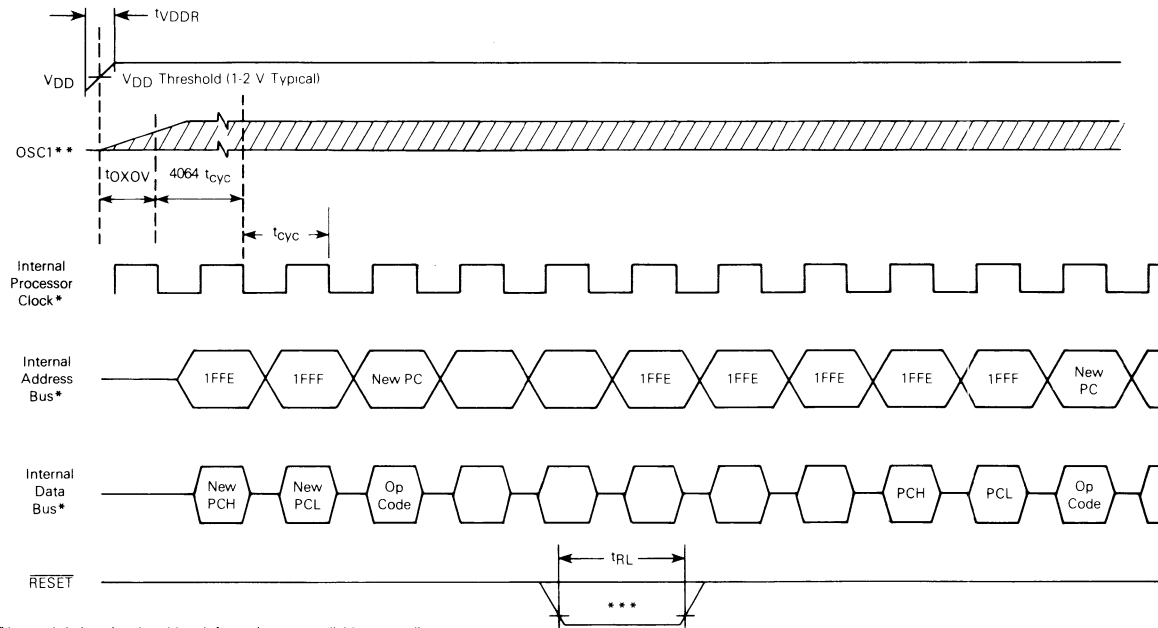 tVDDR
VDD
VDD Threshold (1-2 V Typical)
OSC1**
tOXOV
4064 tcyc
tcyc
Internal
Processor
Clock*
Internal
Address
Bus*
1FFE 1FFF New PC 1FFE 1FFE 1FFE 1FFE 1FFF New
PC
Internal
Data
Bus*
New
PCH
New
PCL
Op
Code
PCH
PCL
Op
Code
tRL
RESET
***